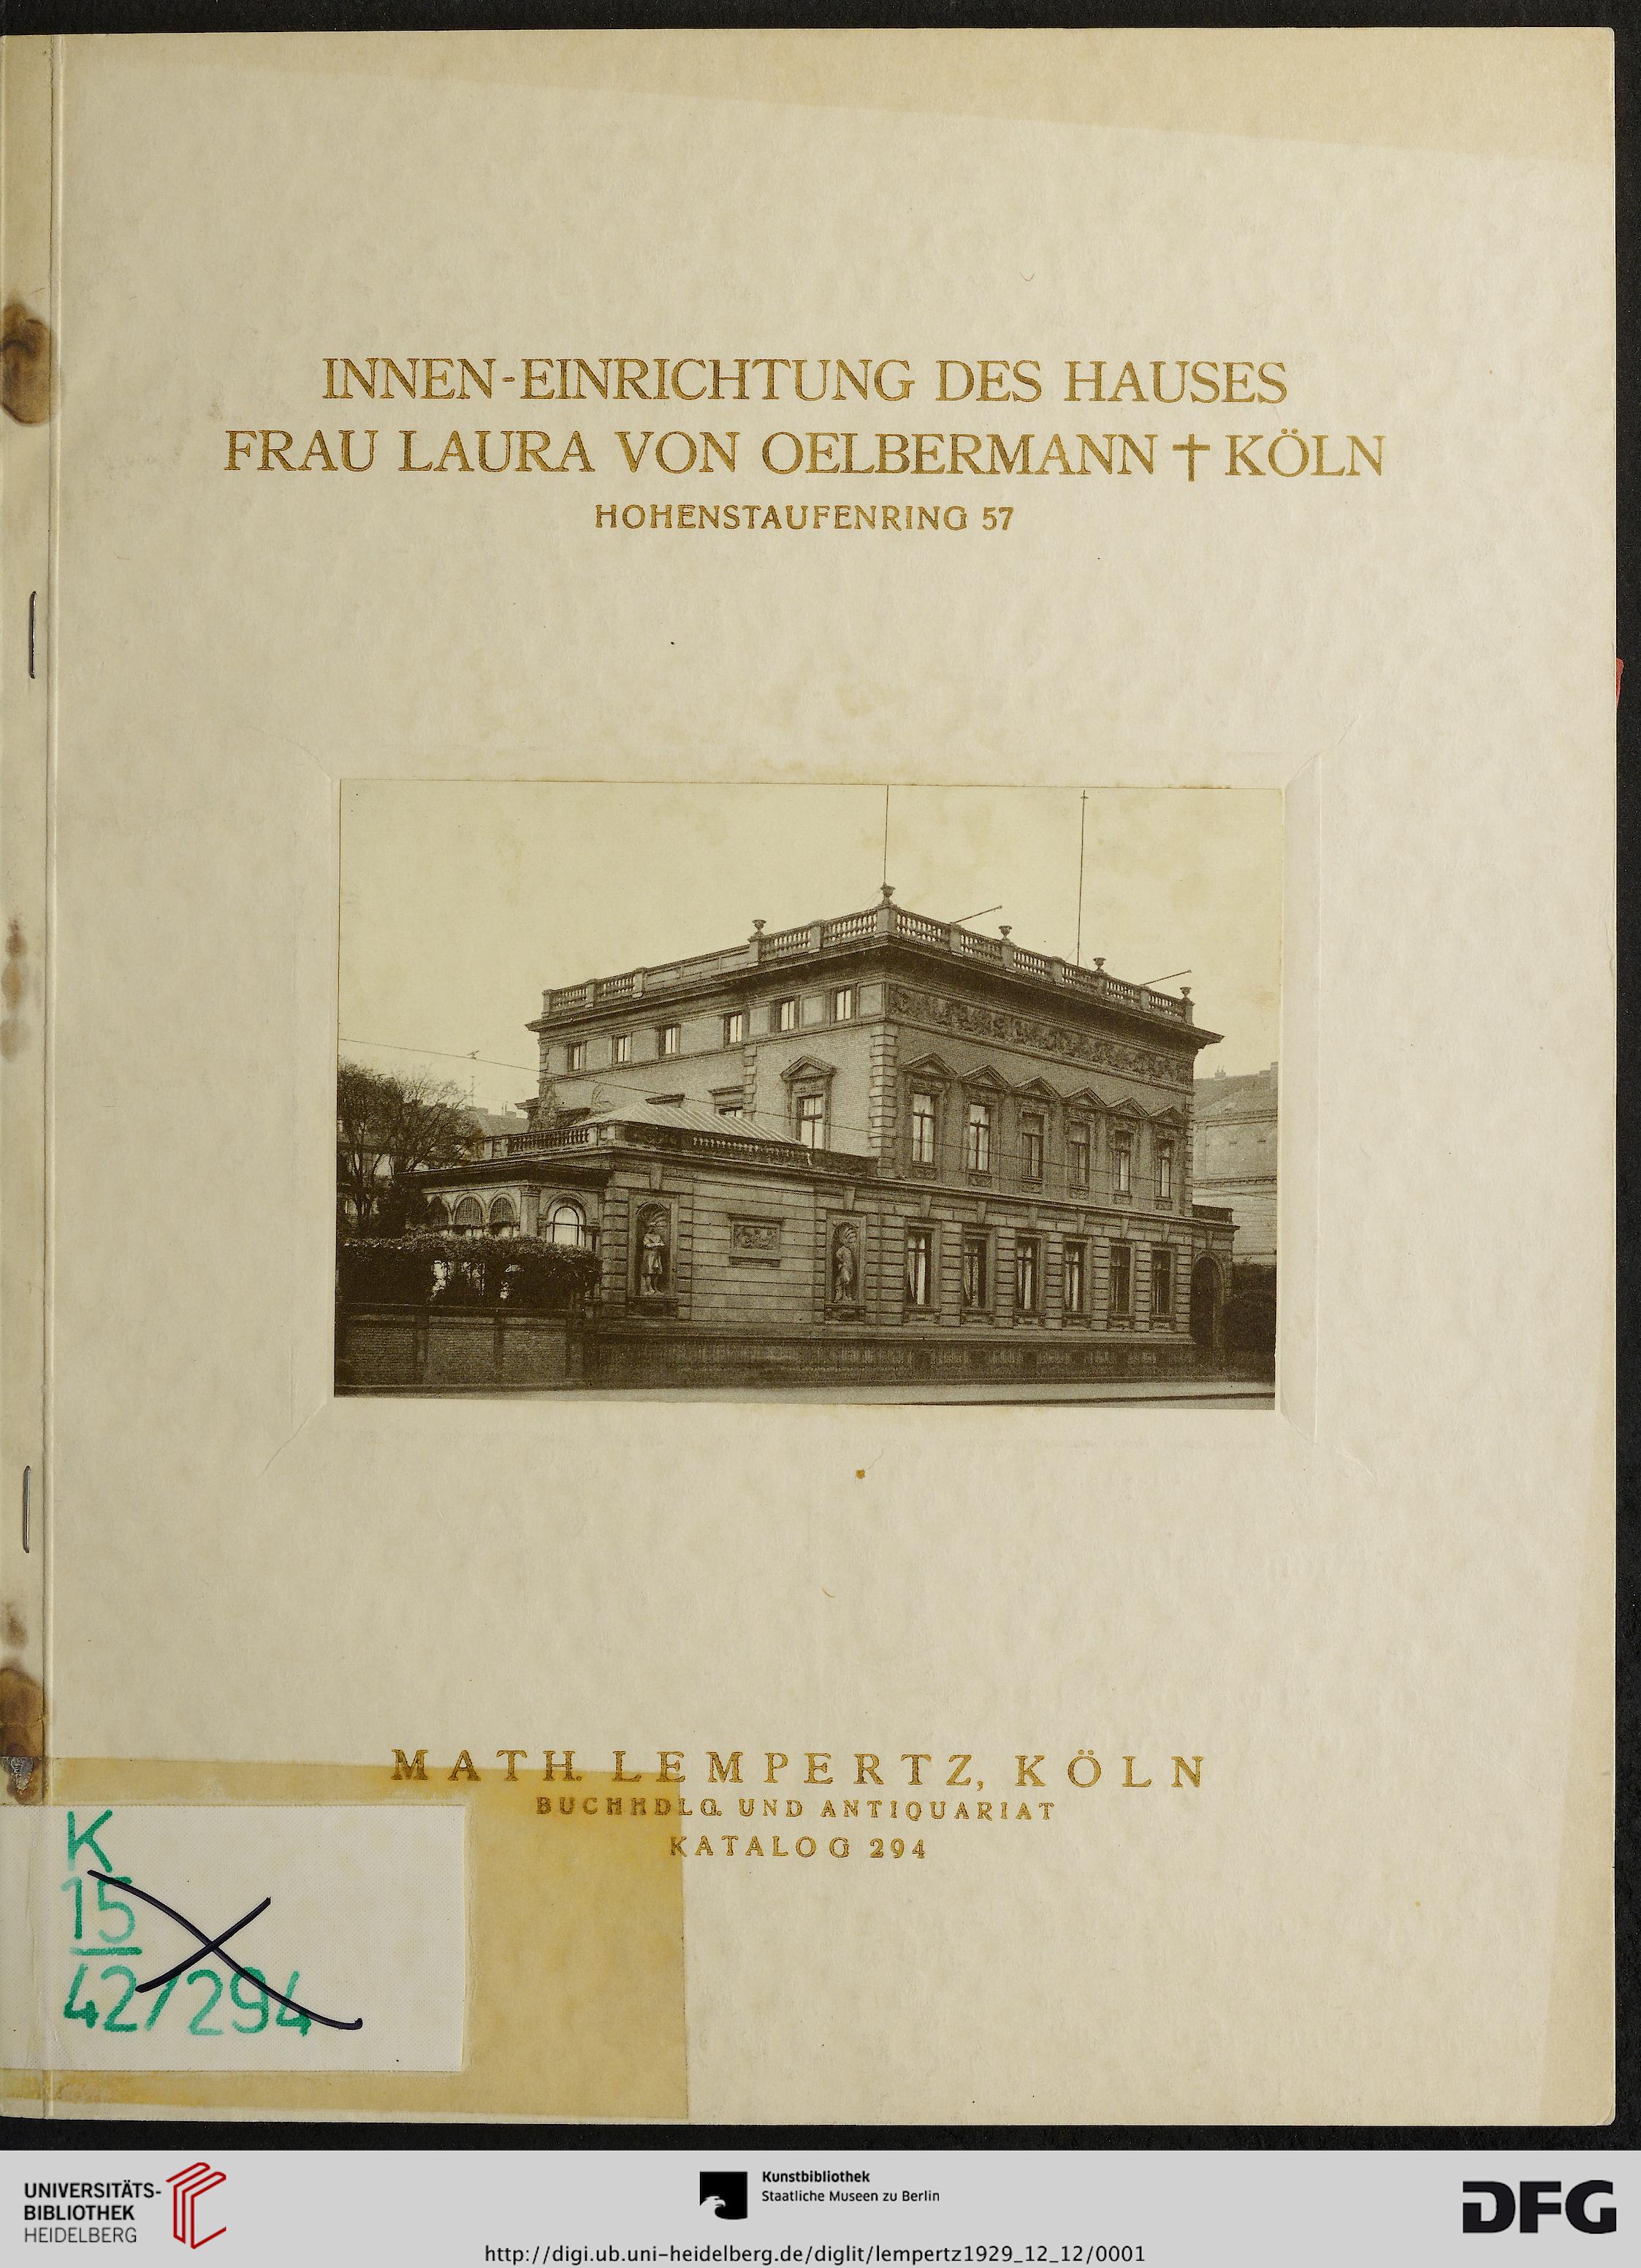 INNEN-EINRICHTUNG DES HAUSES
FRAU LAURA VON OELBERMANN † KÖLN
HOHENSTAUFENRING 57
MATH. LEMPERTZ, KÖLN
BUCHHDLG. UND ANTIQUARIAT
KATALOG 294
K
15
42/294
UNIVERSITÄTS-
BIBLIOTHEK
HEIDELBERG
Kunstbibliothek
Staatliche Museen zu Berlin
DFG
http://digi.ub.uni-heidelberg.de/diglit/lempertz1929_12_12/0001